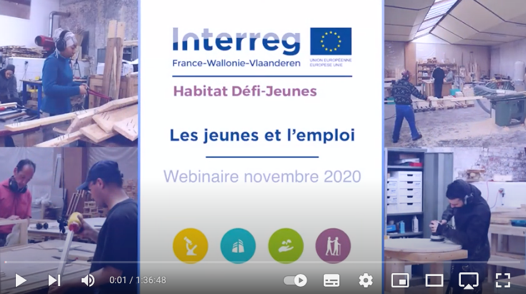 Interreg
France-Wallonie-Vlaanderen
UNION EUROPÉENNE
EUROPESE UNIE
Habitat Défi-Jeunes
Les jeunes et l'emploi
Webinaire novembre 2020
0:01 / 1:36:48